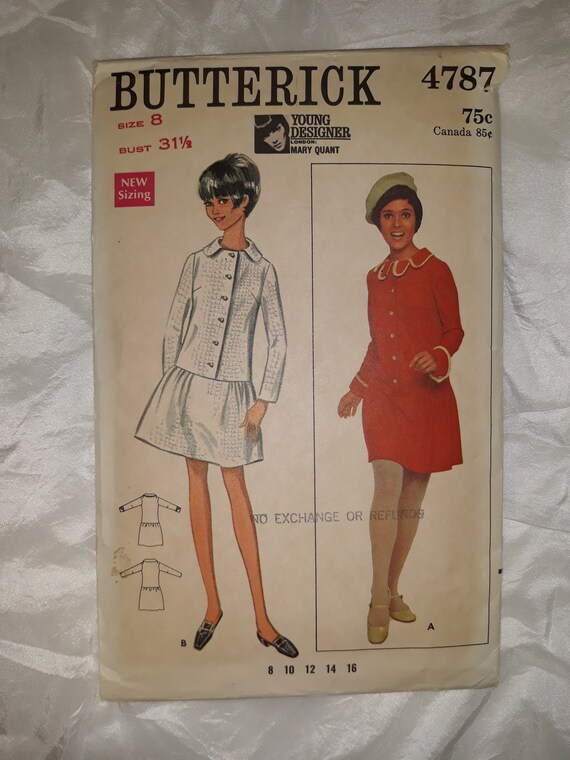 BUTTERICK 4787
SIZE 8
BUST 31½
75c
Canada 85¢
YOUNG
DESIGNER
LONDON:
MARY QUANT
NEW
Sizing
NO EXCHANGE OR REFUNDS
B
A
8 10 12 14 16